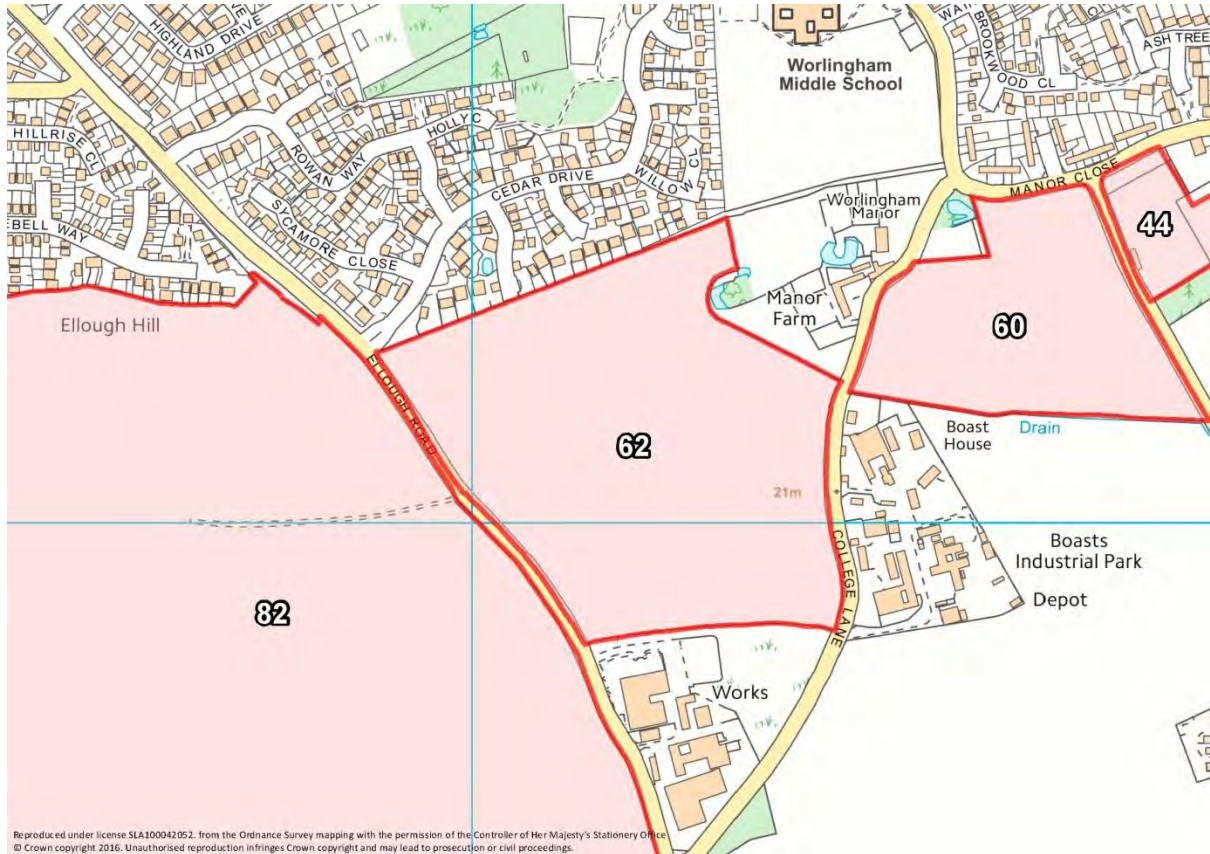 HIGHLAND DRIVE
Worlingham
Middle School
BROOKWOOD CL
ASH TREE
HILLRISE CL
ROWAN WAY
HOLLY C
CEDAR DRIVE
WILLOW CL
MANOR CLOSE
SYCAMORE CLOSE
EBELL WAY
Worlingham
Manor
44
Ellough Hill
Manor
Farm
60
ELLOUGH ROAD
62
Boast
House
Drain
21m
COLLEGE LANE
Boasts
Industrial Park
82
Depot
Works
Reproduced under license SLA100042052. from the Ordnance Survey mapping with the permission of the Controller of Her Majesty's Stationery Office
© Crown copyright 2016. Unauthorised reproduction infringes Crown copyright and may lead to prosecution or civil proceedings.